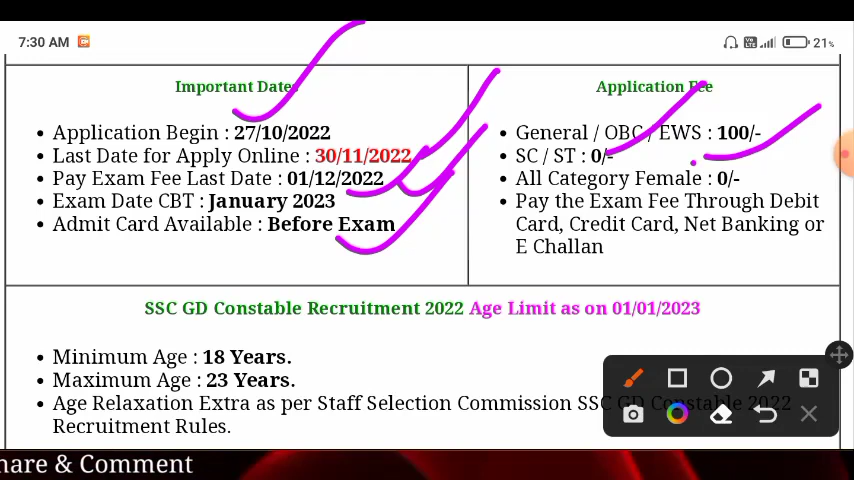 7:30 AM
21%
Important Dates
Application Begin : 27/10/2022
Last Date for Apply Online : 30/11/2022
Pay Exam Fee Last Date : 01/12/2022
Exam Date CBT : January 2023
Admit Card Available : Before Exam
Application Fee
General / OBC / EWS : 100/-
SC / ST : 0/-
All Category Female : 0/-
Pay the Exam Fee Through Debit
Card, Credit Card, Net Banking or
E Challan
SSC GD Constable Recruitment 2022 Age Limit as on 01/01/2023
Minimum Age : 18 Years.
Maximum Age : 23 Years.
Age Relaxation Extra as per Staff Selection Commission SSC GD Constable 2022
Recruitment Rules.
hare & Comment